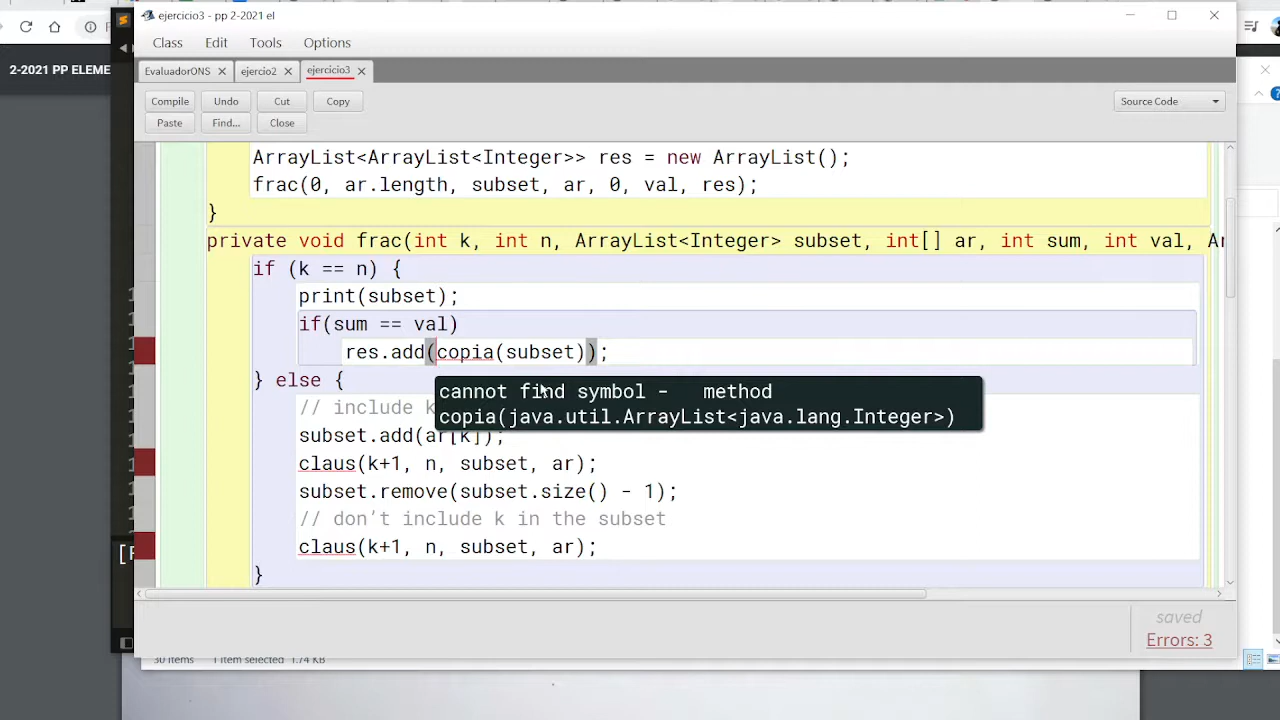 ejercicio3 - pp 2-2021 el
Class Edit Tools Options
2-2021 PP ELEME
EvaluadorONS ejercio2 ejercicio3
Compile Undo Cut Copy
Source Code
Paste Find... Close
ArrayList<ArrayList<Integer>> res = new ArrayList();
frac(0, ar.length, subset, ar, 0, val, res);
}
private void frac(int k, int n, ArrayList<Integer> subset, int[] ar, int sum, int val, Ar
if (k == n) {
print(subset);
if(sum == val)
res.add(copia(subset));
} else {
cannot find symbol - method
copia(java.util.ArrayList<java.lang.Integer>)
// include k
subset.add(ar[k]);
claus(k+1, n, subset, ar);
subset.remove(subset.size() - 1);
// don't include k in the subset
claus(k+1, n, subset, ar);
}
saved
Errors: 3
30 items 1 item selected 1.74 KB